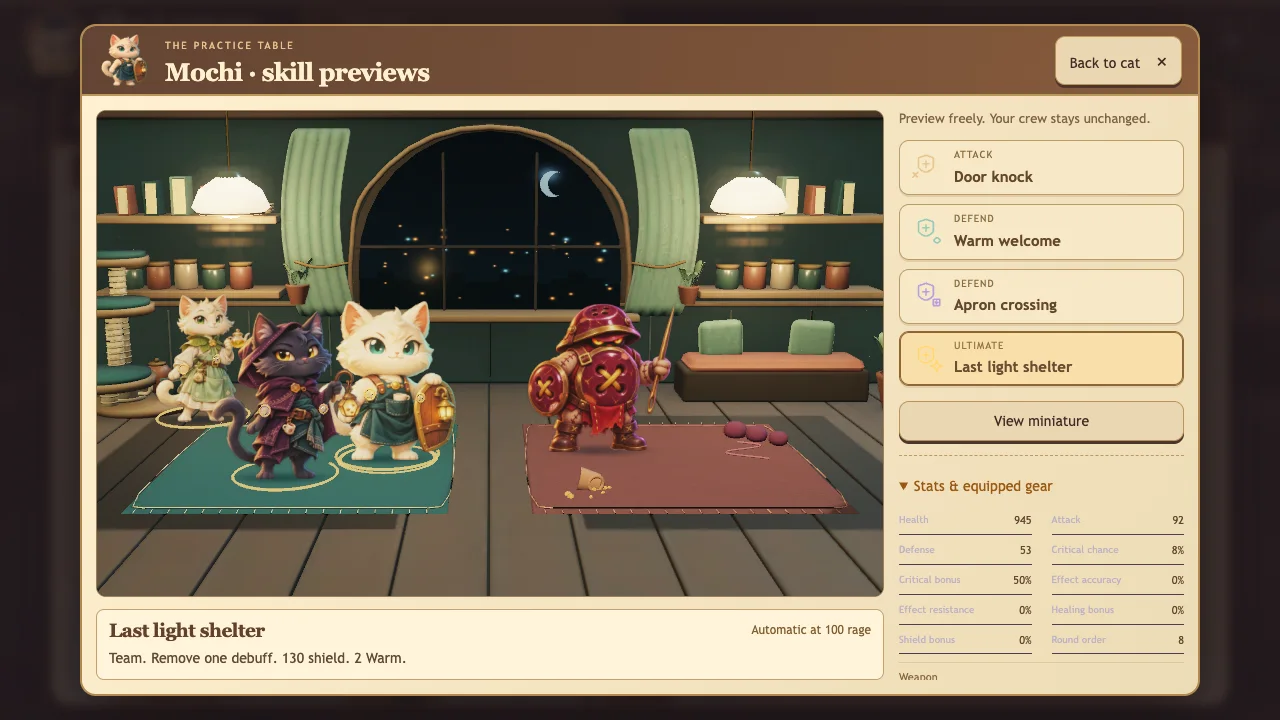 THE PRACTICE TABLE
Mochi · skill previews
Back to cat ×
Preview freely. Your crew stays unchanged.
ATTACK
Door knock
DEFEND
Warm welcome
DEFEND
Apron crossing
ULTIMATE
Last light shelter
View miniature
▼ Stats & equipped gear
Health 945
Attack 92
Defense 53
Critical chance 8%
Critical bonus 50%
Effect accuracy 0%
Effect resistance 0%
Healing bonus 0%
Shield bonus 0%
Round order 8
Weapon
Last light shelter
Automatic at 100 rage
Team. Remove one debuff. 130 shield. 2 Warm.